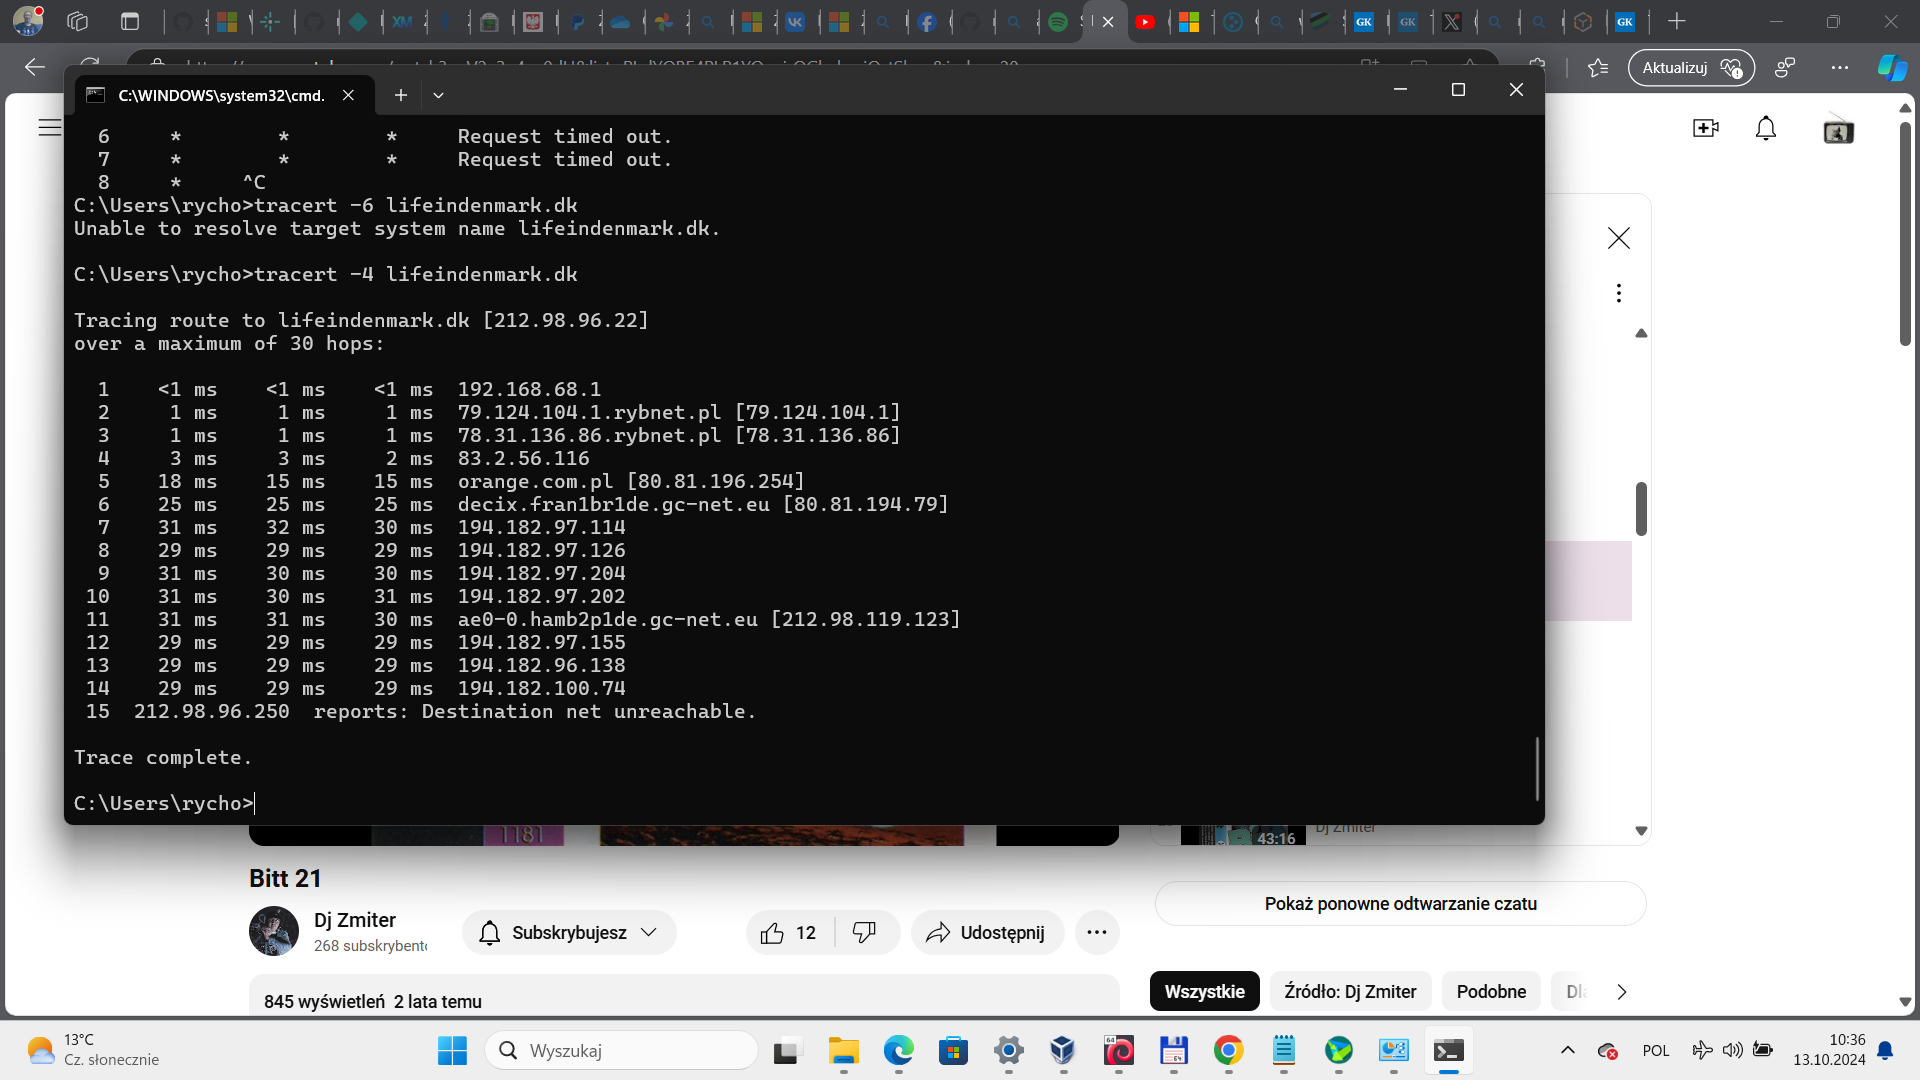 C:\WINDOWS\system32\cmd.
Aktualizuj
6 * * * Request timed out.
7 * * * Request timed out.
8 * ^C
C:\Users\rycho>tracert -6 lifeindenmark.dk
Unable to resolve target system name lifeindenmark.dk.
C:\Users\rycho>tracert -4 lifeindenmark.dk
Tracing route to lifeindenmark.dk [212.98.96.22]
over a maximum of 30 hops:
1 <1 ms <1 ms <1 ms 192.168.68.1
2 1 ms 1 ms 1 ms 79.124.104.1.rybnet.pl [79.124.104.1]
3 1 ms 1 ms 1 ms 78.31.136.86.rybnet.pl [78.31.136.86]
4 3 ms 3 ms 2 ms 83.2.56.116
5 18 ms 15 ms 15 ms orange.com.pl [80.81.196.254]
6 25 ms 25 ms 25 ms decix.fran1br1de.gc-net.eu [80.81.194.79]
7 31 ms 32 ms 30 ms 194.182.97.114
8 29 ms 29 ms 29 ms 194.182.97.126
9 31 ms 30 ms 30 ms 194.182.97.204
10 31 ms 30 ms 31 ms 194.182.97.202
11 31 ms 31 ms 30 ms ae0-0.hamb2p1de.gc-net.eu [212.98.119.123]
12 29 ms 29 ms 29 ms 194.182.97.155
13 29 ms 29 ms 29 ms 194.182.96.138
14 29 ms 29 ms 29 ms 194.182.100.74
15 212.98.96.250 reports: Destination net unreachable.
Trace complete.
C:\Users\rycho>
1181
43:16
Dj Zmiter
Bitt 21
Dj Zmiter
268 subskrybentó
Subskrybujesz
12
Udostępnij
845 wyświetleń 2 lata temu
Pokaż ponowne odtwarzanie czatu
Wszystkie
Źródło: Dj Zmiter
Podobne
13°C
Cz. słonecznie
Wyszukaj
POL
10:36
13.10.2024